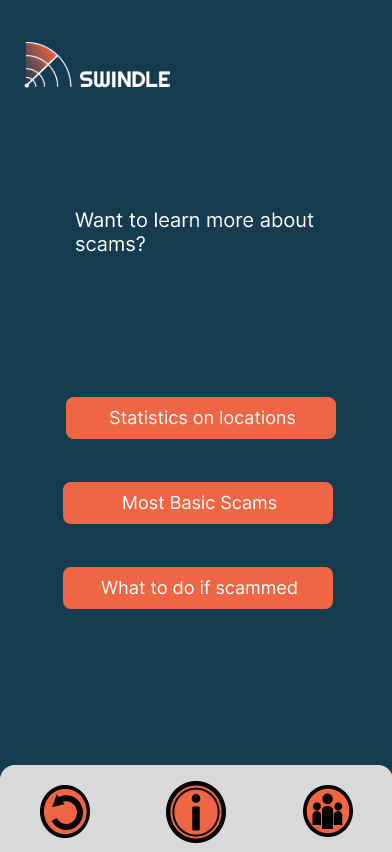 SWINDLE
Want to learn more about
scams?
Statistics on locations
Most Basic Scams
What to do if scammed